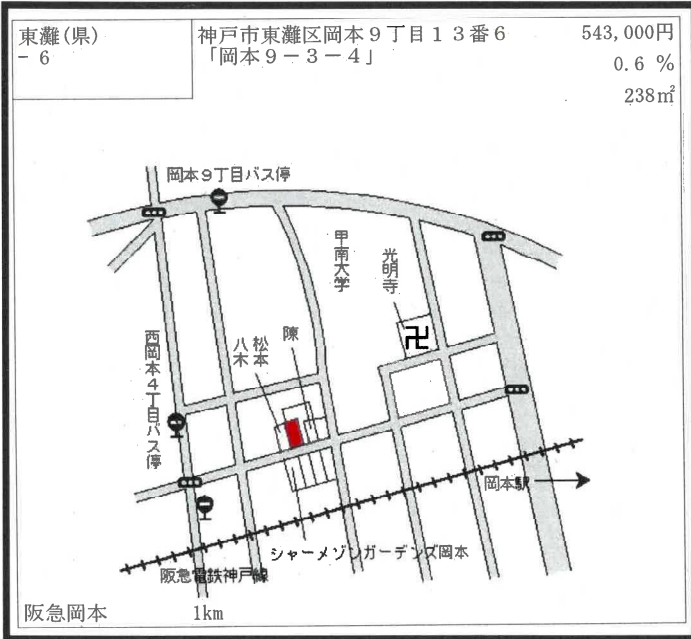 東灘(県)
- 6
神戸市東灘区岡本9丁目13番6
「岡本9-3-4」
543,000円
0.6 %
238㎡
岡本9丁目バス停
甲南大学
光明寺
卍
西岡本4丁目バス停
八木
松本
陳
岡本駅
シャーメゾンガーデンズ岡本
阪急電鉄神戸線
阪急岡本
1km